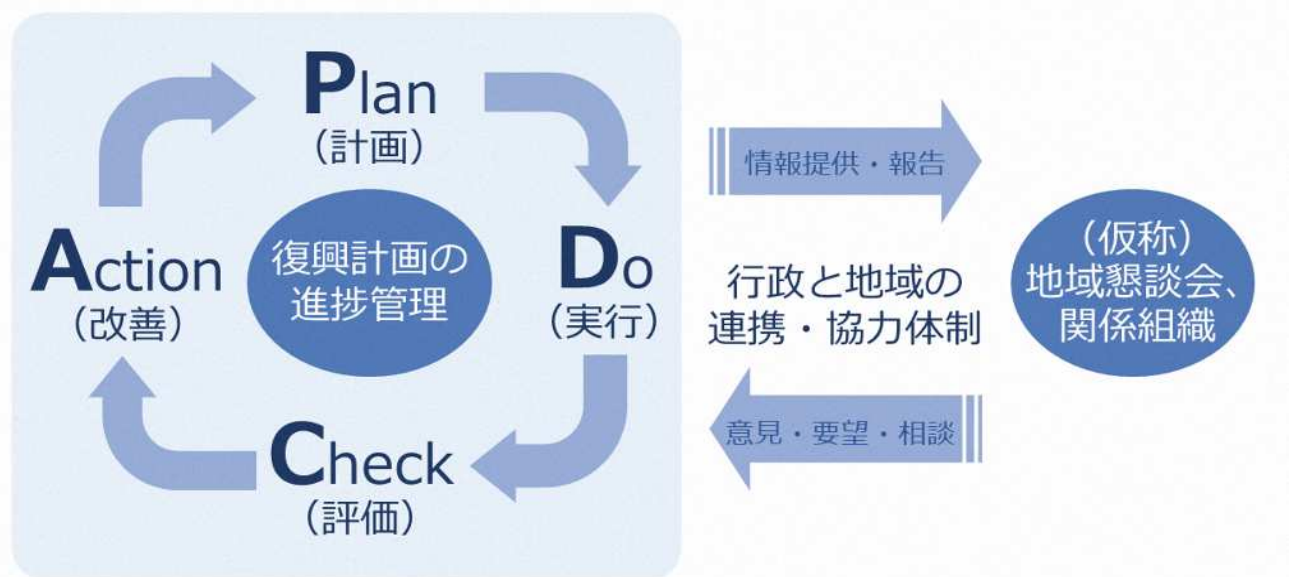 Plan
(計画)
Action
(改善)
復興計画の
進捗管理
Do
(実行)
Check
(評価)
情報提供・報告
行政と地域の
連携・協力体制
意見・要望・相談
(仮称)
地域懇談会、
関係組織